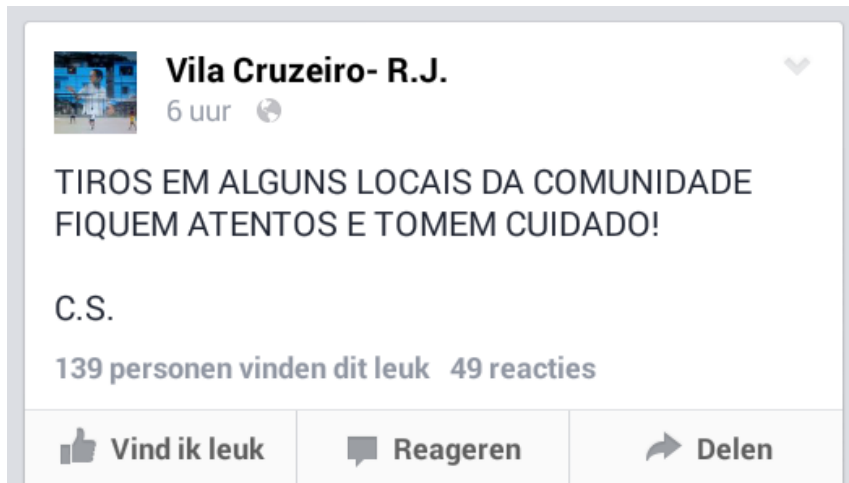 Vila Cruzeiro- R.J.
6 uur
TIROS EM ALGUNS LOCAIS DA COMUNIDADE
FIQUEM ATENTOS E TOMEM CUIDADO!
C.S.
139 personen vinden dit leuk 49 reacties
Vind ik leuk Reageren Delen